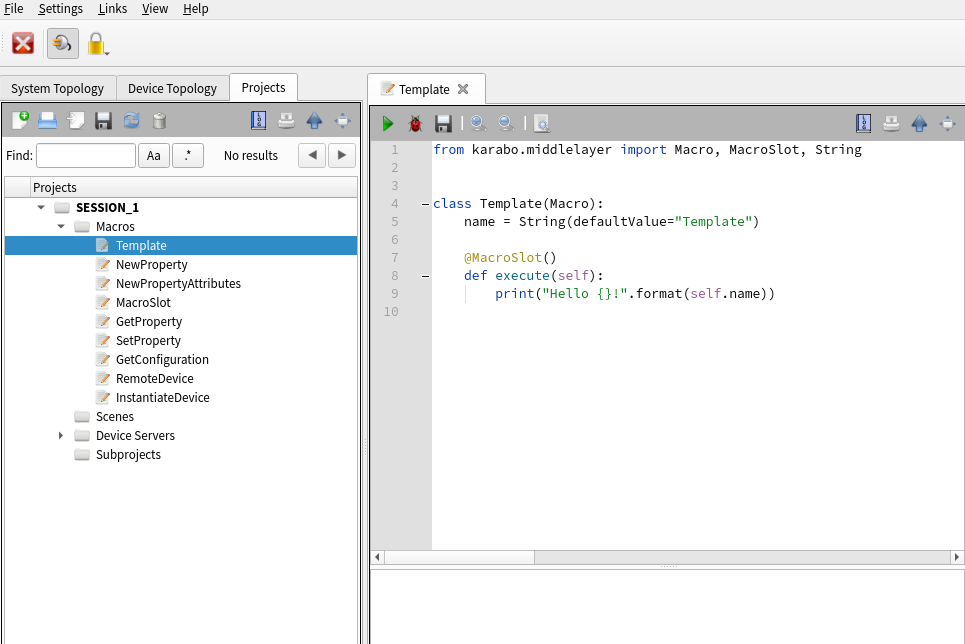 File Settings Links View Help
System Topology Device Topology Projects
Find: Aa .* No results
Projects
SESSION_1
Macros
Template
NewProperty
NewPropertyAttributes
MacroSlot
GetProperty
SetProperty
GetConfiguration
RemoteDevice
InstantiateDevice
Scenes
Device Servers
Subprojects
Template
1 from karabo.middlelayer import Macro, MacroSlot, String
2
3
4 class Template(Macro):
5     name = String(defaultValue="Template")
6
7     @MacroSlot()
8     def execute(self):
9         print("Hello {}!".format(self.name))
10